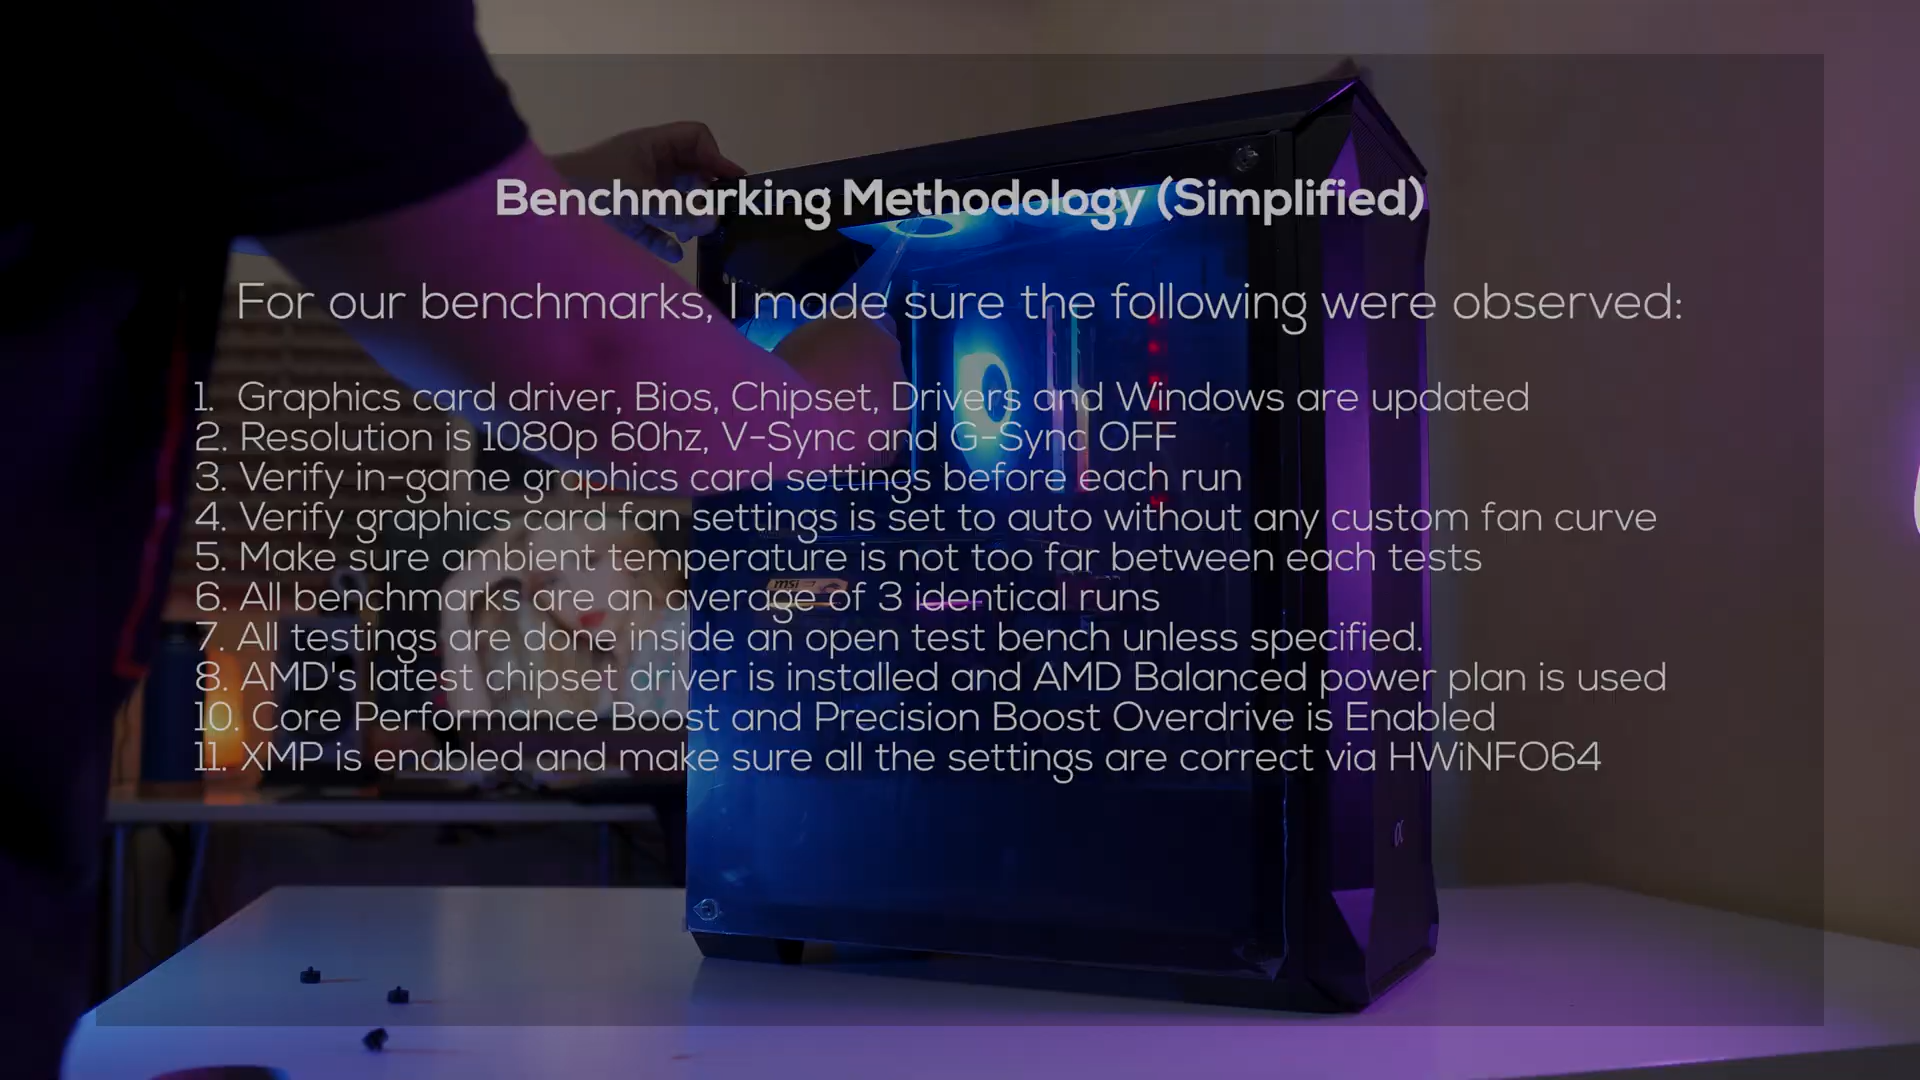 Benchmarking Methodology (Simplified)
For our benchmarks, I made sure the following were observed:
1. Graphics card driver, Bios, Chipset, Drivers and Windows are updated
2. Resolution is 1080p 60hz, V-Sync and G-Sync OFF
3. Verify in-game graphics card settings before each run
4. Verify graphics card fan settings is set to auto without any custom fan curve
5. Make sure ambient temperature is not too far between each tests
msi
6. All benchmarks are an average of 3 identical runs
7. All testings are done inside an open test bench unless specified.
8. AMD's latest chipset driver is installed and AMD Balanced power plan is used
10. Core Performance Boost and Precision Boost Overdrive is Enabled
11. XMP is enabled and make sure all the settings are correct via HWiNFO64